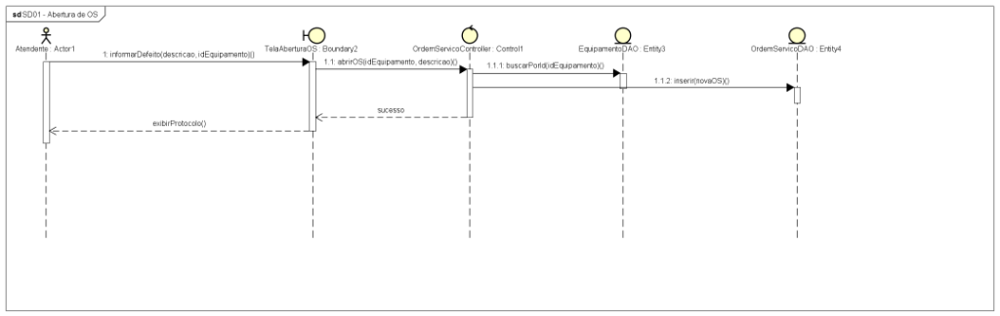 sd SD01 - Abertura de OS
Atendente : Actor1
TelaAberturaOS : Boundary2
OrdemServicoController : Control1
EquipamentoDAO : Entity3
OrdemServicoDAO : Entity4
1: informarDefeito(descricao, idEquipamento)()
1.1: abrirOS(idEquipamento, descricao)()
1.1.1: buscarPorId(idEquipamento)()
1.1.2: inserir(novaOS)()
sucesso
exibirProtocolo()